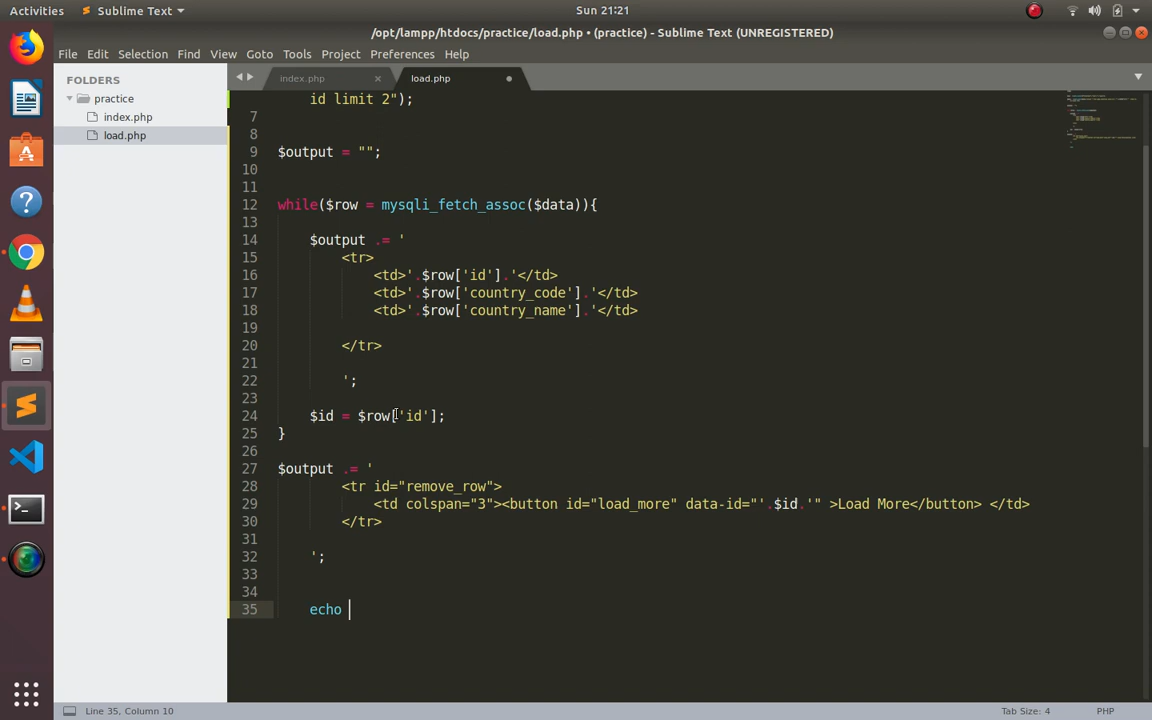 Activities Sublime Text Sun 21:21
/opt/lampp/htdocs/practice/load.php • (practice) - Sublime Text (UNREGISTERED)
File Edit Selection Find View Goto Tools Project Preferences Help
FOLDERS
practice
index.php
load.php
index.php × load.php
id limit 2");
7
8
9 $output = "";
10
11
12 while($row = mysqli_fetch_assoc($data)){
13
14 $output .= '
15 <tr>
16 <td>'.$row['id'].'</td>
17 <td>'.$row['country_code'].'</td>
18 <td>'.$row['country_name'].'</td>
19
20 </tr>
21
22 ';
23
24 $id = $row['id'];
25 }
26
27 $output .= '
28 <tr id="remove_row">
29 <td colspan="3"><button id="load_more" data-id="'.$id.'" >Load More</button> </td>
30 </tr>
31
32 ';
33
34
35 echo
Line 35, Column 10 Tab Size: 4 PHP